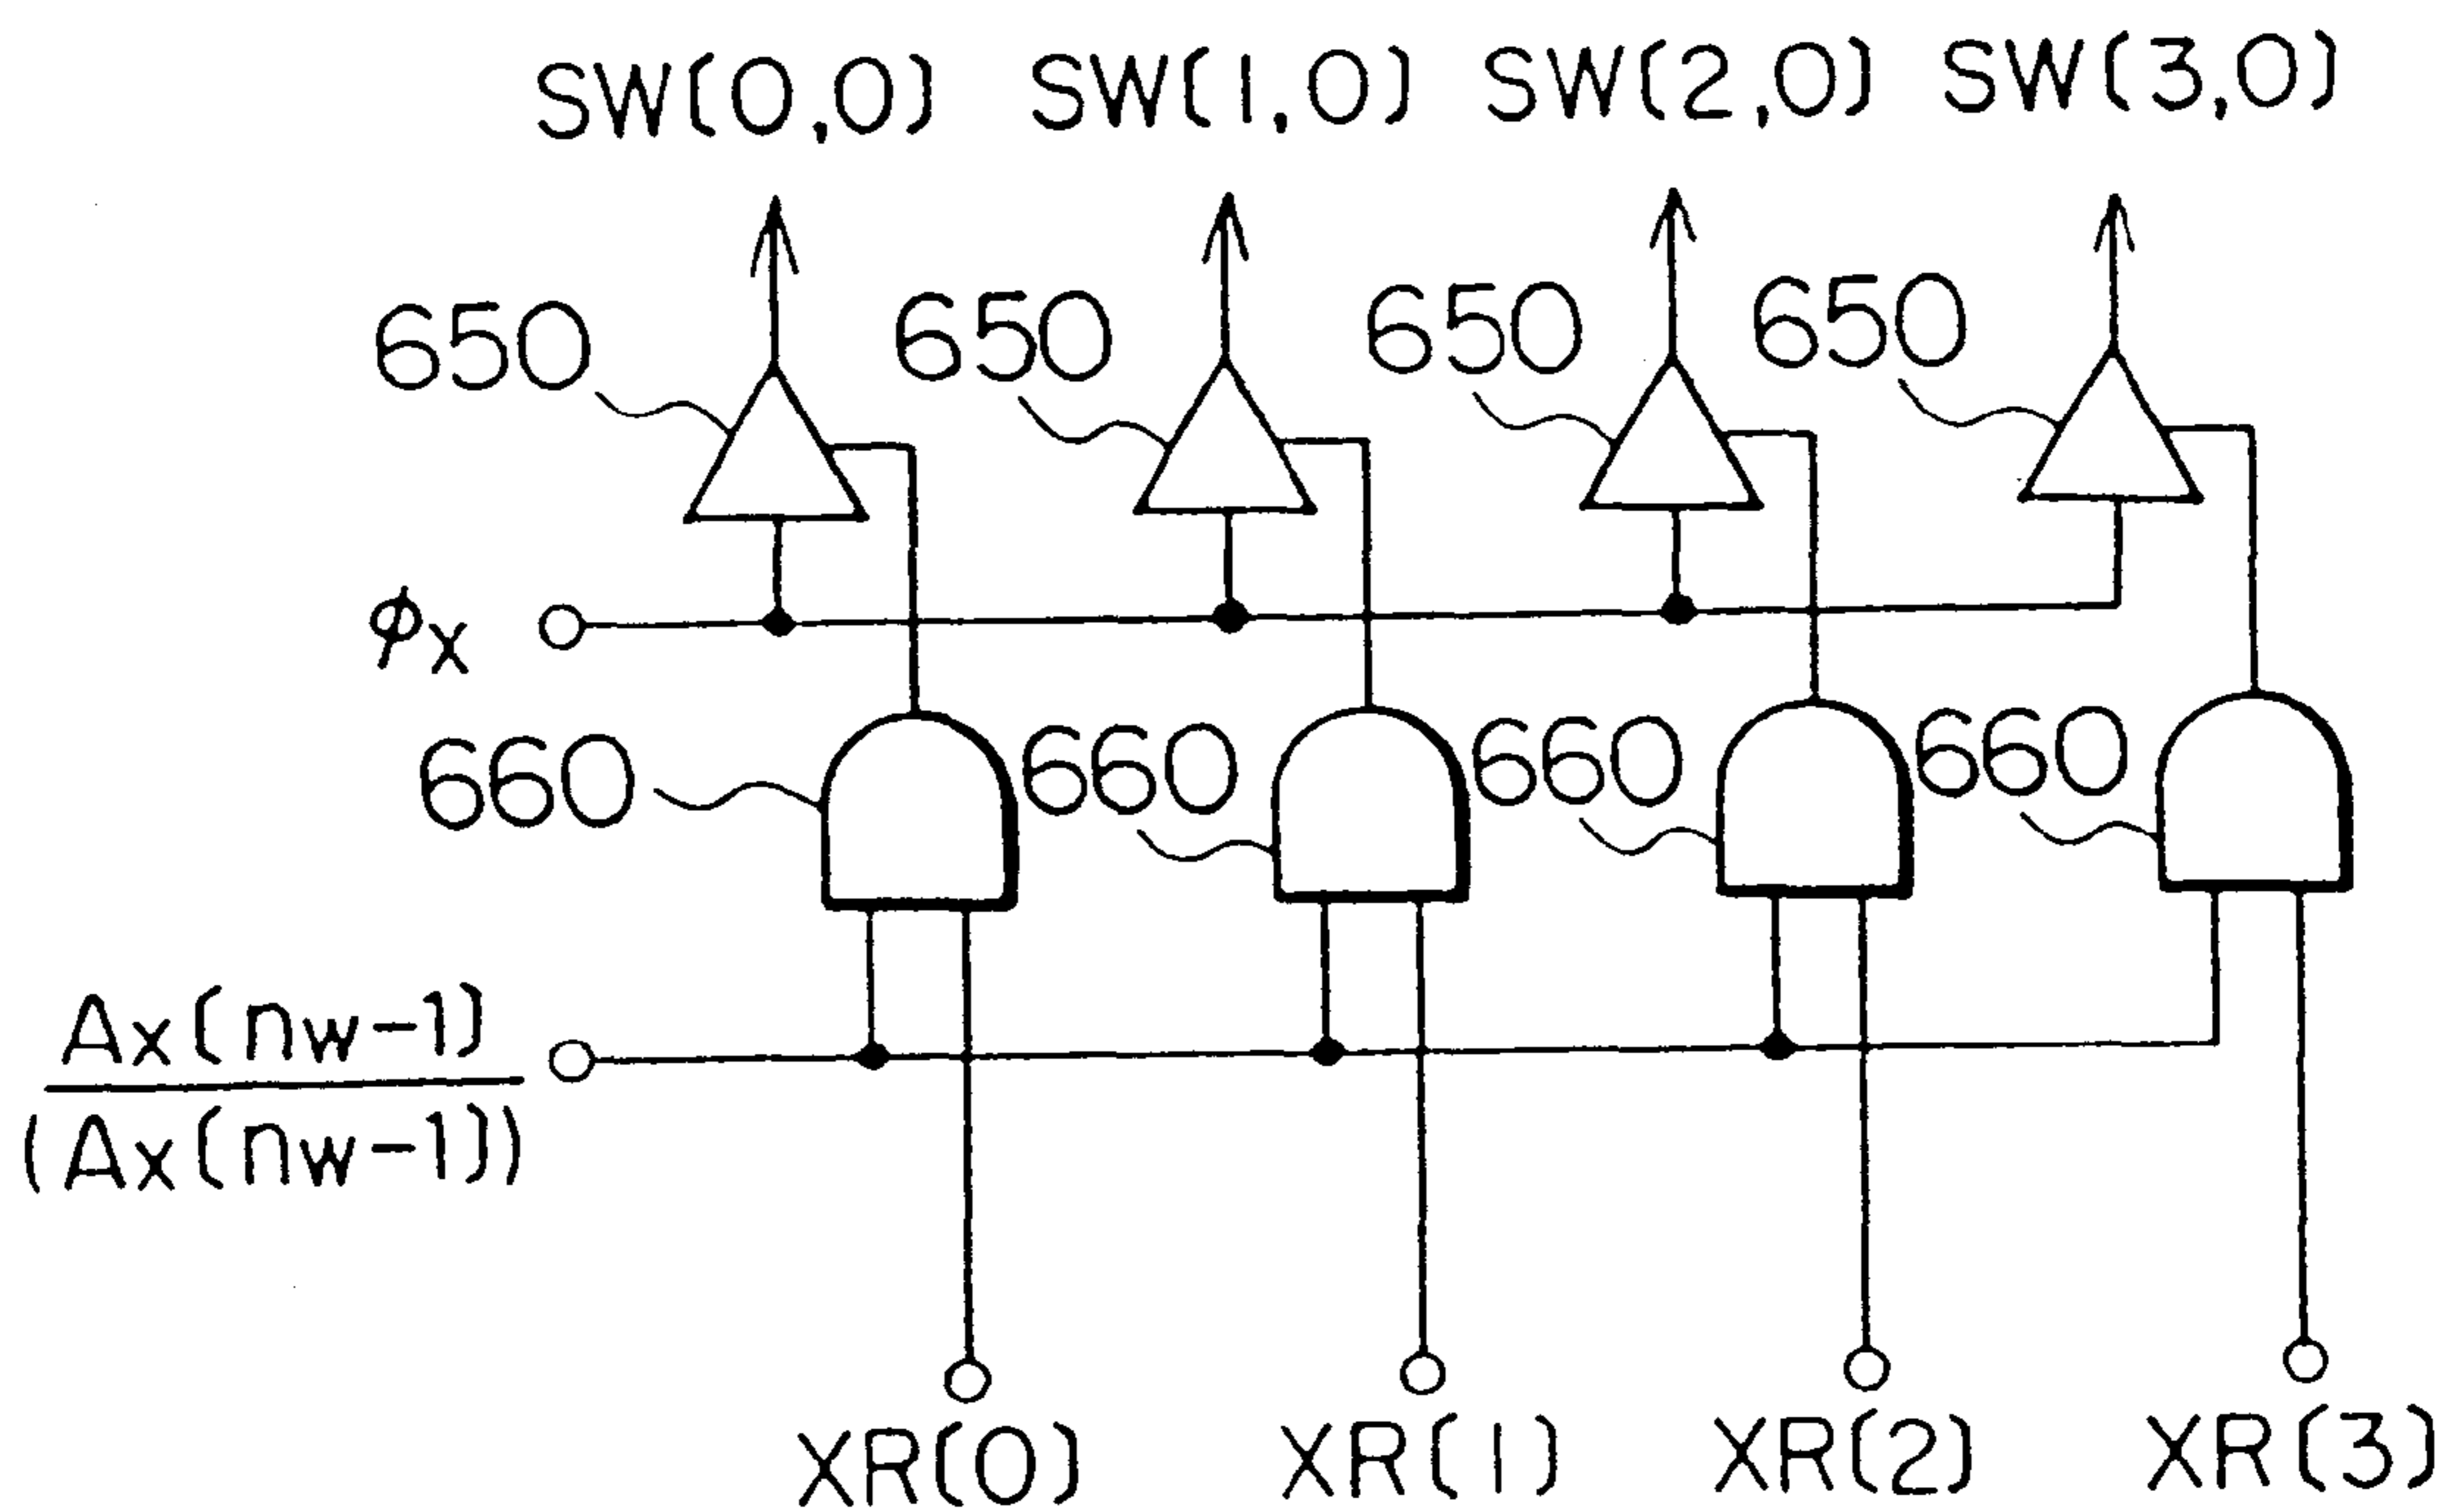 SW(0,0) SW(1,0) SW(2,0) SW(3,0)
650 650 650 650
φX
660 660 660 660
Ax(nw-1)
(Ax(nw-1))
XR(0) XR(1) XR(2) XR(3)